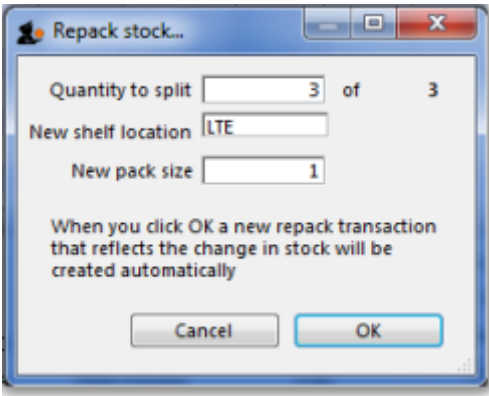 Repack stock...
Quantity to split 3 of 3
New shelf location LTE
New pack size 1
When you click OK a new repack transaction
that reflects the change in stock will be
created automatically
Cancel OK